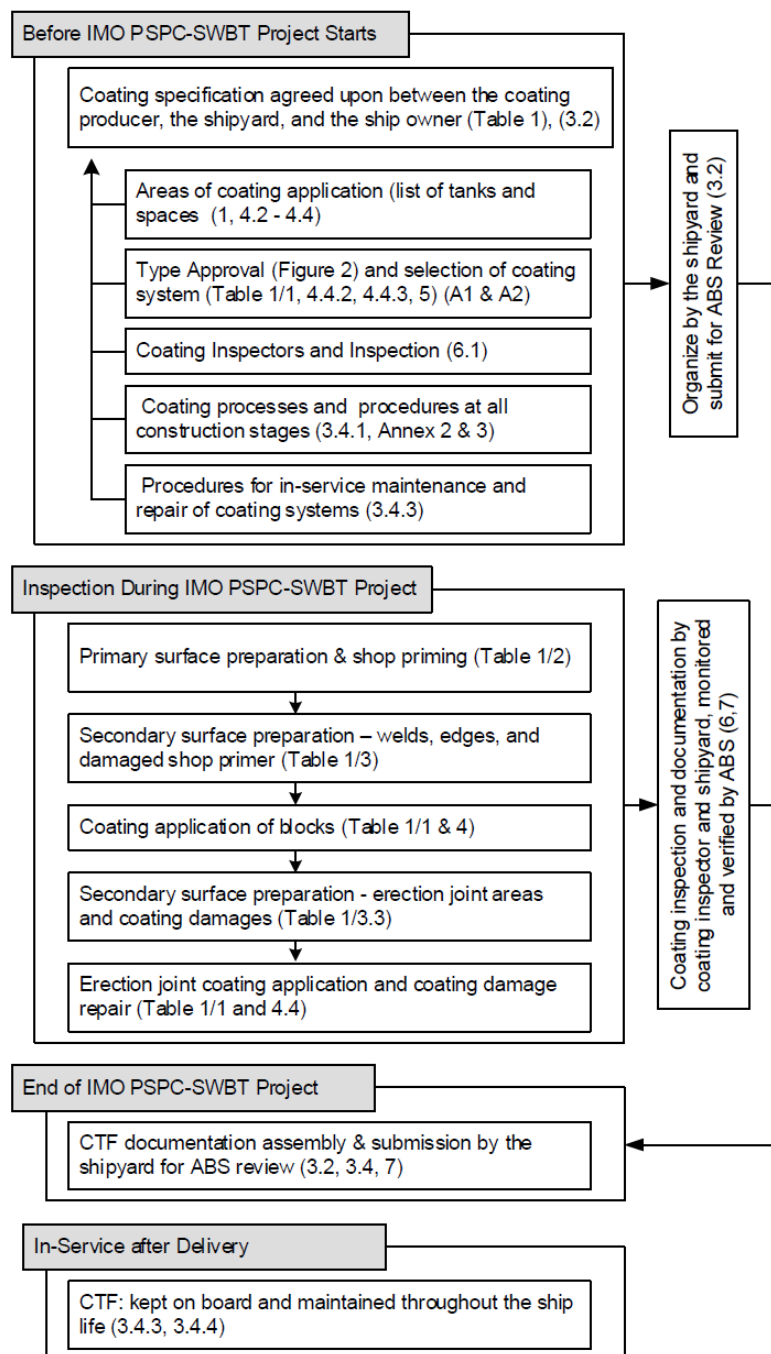 Before IMO PSPC-SWBT Project Starts
Coating specification agreed upon between the coating
producer, the shipyard, and the ship owner (Table 1), (3.2)
Areas of coating application (list of tanks and
spaces (1, 4.2 - 4.4)
Type Approval (Figure 2) and selection of coating
system (Table 1/1, 4.4.2, 4.4.3, 5) (A1 & A2)
Coating Inspectors and Inspection (6.1)
Coating processes and procedures at all
construction stages (3.4.1, Annex 2 & 3)
Procedures for in-service maintenance and
repair of coating systems (3.4.3)
Organize by the shipyard and
submit for ABS Review (3.2)
Inspection During IMO PSPC-SWBT Project
Primary surface preparation & shop priming (Table 1/2)
Secondary surface preparation – welds, edges, and
damaged shop primer (Table 1/3)
Coating application of blocks (Table 1/1 & 4)
Secondary surface preparation - erection joint areas
and coating damages (Table 1/3.3)
Erection joint coating application and coating damage
repair (Table 1/1 and 4.4)
Coating inspection and documentation by
coating inspector and shipyard, monitored
and verified by ABS (6,7)
End of IMO PSPC-SWBT Project
CTF documentation assembly & submission by the
shipyard for ABS review (3.2, 3.4, 7)
In-Service after Delivery
CTF: kept on board and maintained throughout the ship
life (3.4.3, 3.4.4)